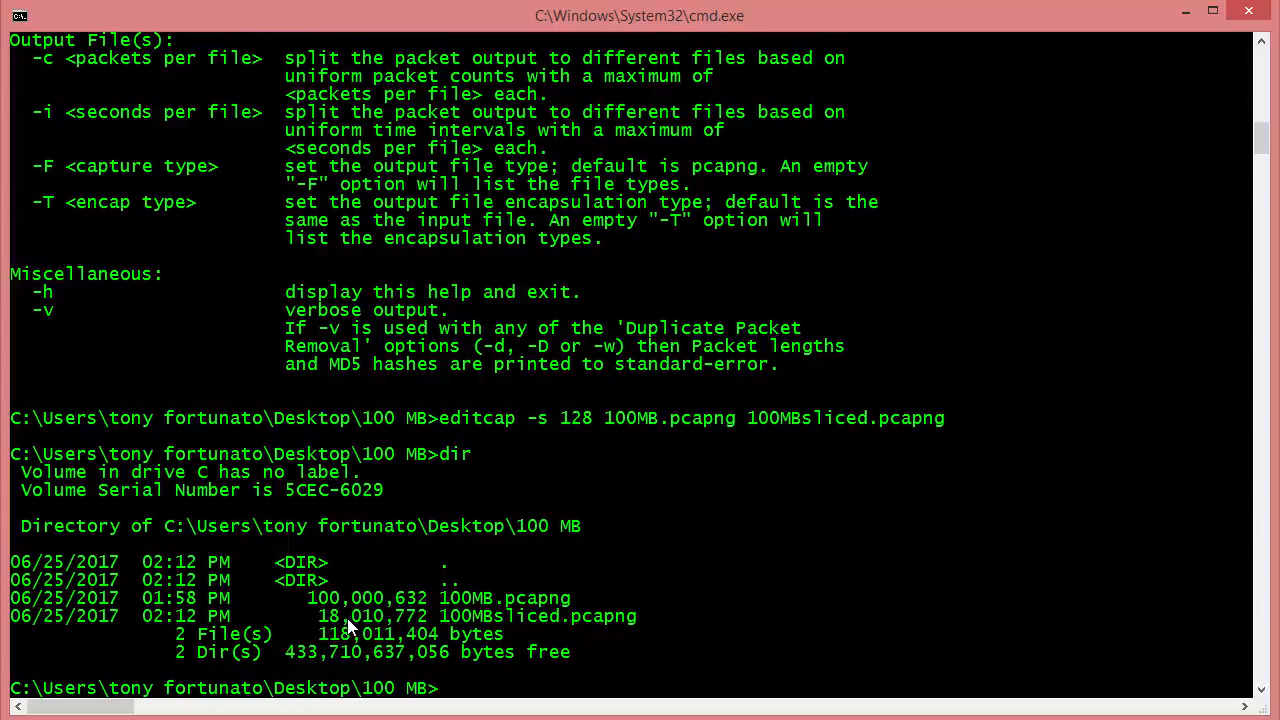 C:\Windows\System32\cmd.exe
Output File(s):
-c <packets per file> split the packet output to different files based on
uniform packet counts with a maximum of
<packets per file> each.
-i <seconds per file> split the packet output to different files based on
uniform time intervals with a maximum of
<seconds per file> each.
-F <capture type> set the output file type; default is pcapng. An empty
"-F" option will list the file types.
-T <encap type> set the output file encapsulation type; default is the
same as the input file. An empty "-T" option will
list the encapsulation types.
Miscellaneous:
-h display this help and exit.
-v verbose output.
If -v is used with any of the 'Duplicate Packet
Removal' options (-d, -D or -w) then Packet lengths
and MD5 hashes are printed to standard-error.
C:\Users\tony fortunato\Desktop\100 MB>editcap -s 128 100MB.pcapng 100MBsliced.pcapng
C:\Users\tony fortunato\Desktop\100 MB>dir
Volume in drive C has no label.
Volume Serial Number is 5CEC-6029
Directory of C:\Users\tony fortunato\Desktop\100 MB
06/25/2017 02:12 PM <DIR> .
06/25/2017 02:12 PM <DIR> ..
06/25/2017 01:58 PM 100,000,632 100MB.pcapng
06/25/2017 02:12 PM 18,010,772 100MBsliced.pcapng
2 File(s) 118,011,404 bytes
2 Dir(s) 433,710,637,056 bytes free
C:\Users\tony fortunato\Desktop\100 MB>